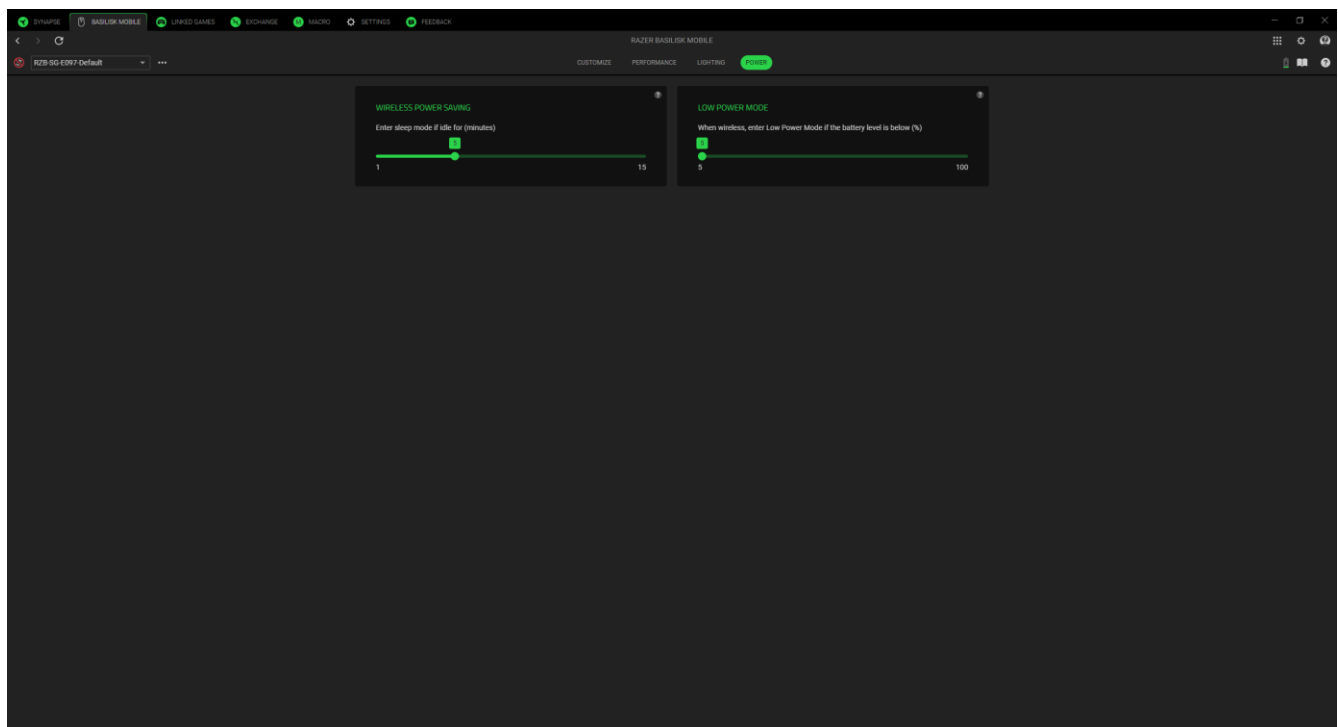 SYNAPSE BASILISK MOBILE LINKED GAMES EXCHANGE MACRO SETTINGS FEEDBACK
RAZER BASILISK MOBILE
RZB-SG-E097-Default CUSTOMIZE PERFORMANCE LIGHTING POWER
WIRELESS POWER SAVING
Enter sleep mode if idle for (minutes)
5
1 15
LOW POWER MODE
When wireless, enter Low Power Mode if the battery level is below (%)
5
5 100